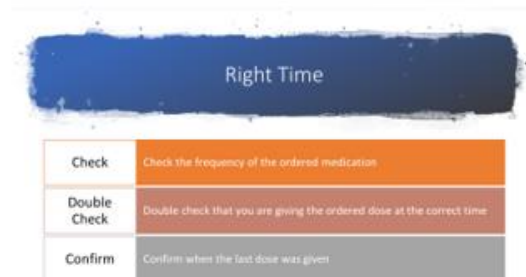 Right Time
Check
Check the frequency of the ordered medication
Double
Check
Double check that you are giving the ordered dose at the correct time
Confirm
Confirm when the last dose was given